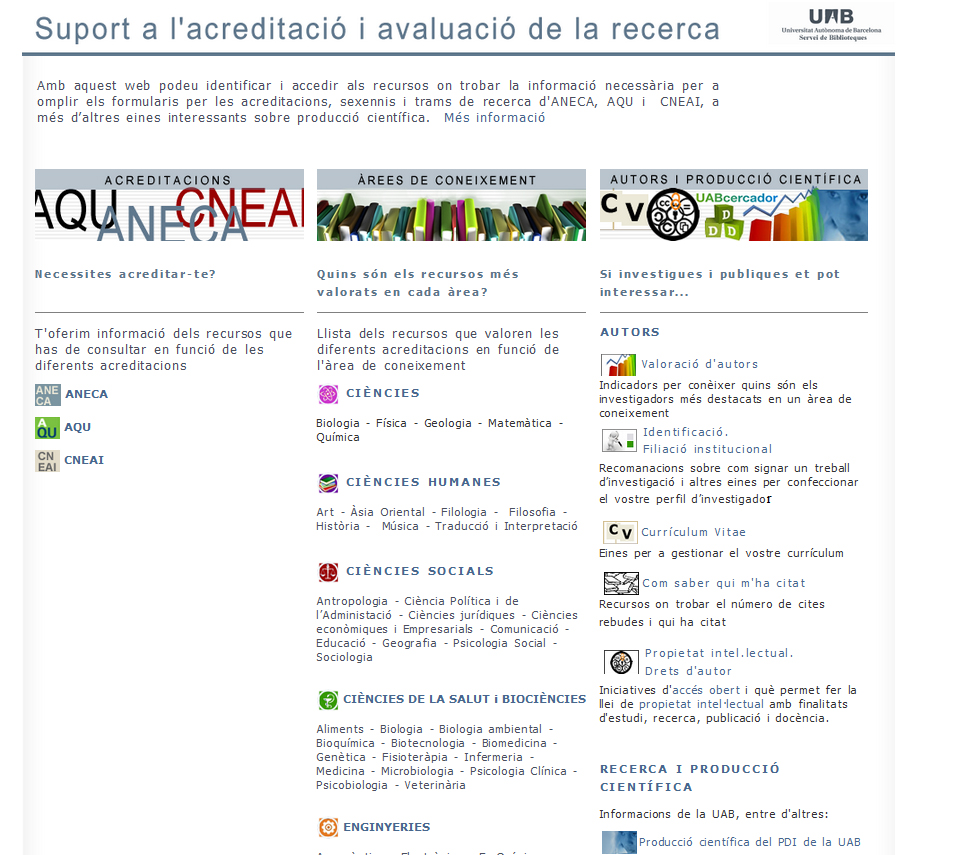 Suport a l'acreditació i avaluació de la recerca
UAB
Universitat Autònoma de Barcelona
Servei de Biblioteques
Amb aquest web podeu identificar i accedir als recursos on trobar la informació necessària per a
omplir els formularis per les acreditacions, sexennis i trams de recerca d'ANECA, AQU i CNEAI, a
més d’altres eines interessants sobre producció científica. Més informació
ACREDITACIONS
AQU ANECA CNEAI
Necessites acreditar-te?
T'oferim informació dels recursos que
has de consultar en funció de les
diferents acreditacions
ANE
CA
ANECA
A
QU
AQU
CN
EAI
CNEAI
ÀREES DE CONEIXEMENT
Quins són els recursos més
valorats en cada àrea?
Llista dels recursos que valoren les
diferents acreditacions en funció de
l'àrea de coneixement
CIÈNCIES
Biologia - Física - Geologia - Matemàtica -
Química
CIÈNCIES HUMANES
Art - Àsia Oriental - Filologia - Filosofia -
Història - Música - Traducció i Interpretació
CIÈNCIES SOCIALS
Antropologia - Ciència Política i de
l’Administació - Ciències jurídiques - Ciències
econòmiques i Empresarials - Comunicació -
Educació - Geografia - Psicologia Social -
Sociologia
CIÈNCIES DE LA SALUT i BIOCIÈNCIES
Aliments - Biologia - Biologia ambiental -
Bioquímica - Biotecnologia - Biomedicina -
Genètica - Fisioteràpia - Infermeria -
Medicina - Microbiologia - Psicologia Clínica -
Psicobiologia - Veterinària
ENGINYERIES
AUTORS I PRODUCCIÓ CIENTÍFICA
C V
UABcercador
D D D
Si investigues i publiques et pot
interessar...
AUTORS
Valoració d'autors
Indicadors per conèixer quins són els
investigadors més destacats en un àrea de
coneixement
Identificació.
Filiació institucional
Recomanacions sobre com signar un treball
d’investigació i altres eines per confeccionar
el vostre perfil d’investigador
C V
Currículum Vitae
Eines per a gestionar el vostre currículum
Com saber qui m'ha citat
Recursos on trobar el número de cites
rebudes i qui ha citat
Propietat intel.lectual.
Drets d'autor
Iniciatives d'accés obert i què permet fer la
llei de propietat intel·lectual amb finalitats
d'estudi, recerca, publicació i docència.
RECERCA I PRODUCCIÓ
CIENTÍFICA
Informacions de la UAB, entre d'altres:
Producció científica del PDI de la UAB